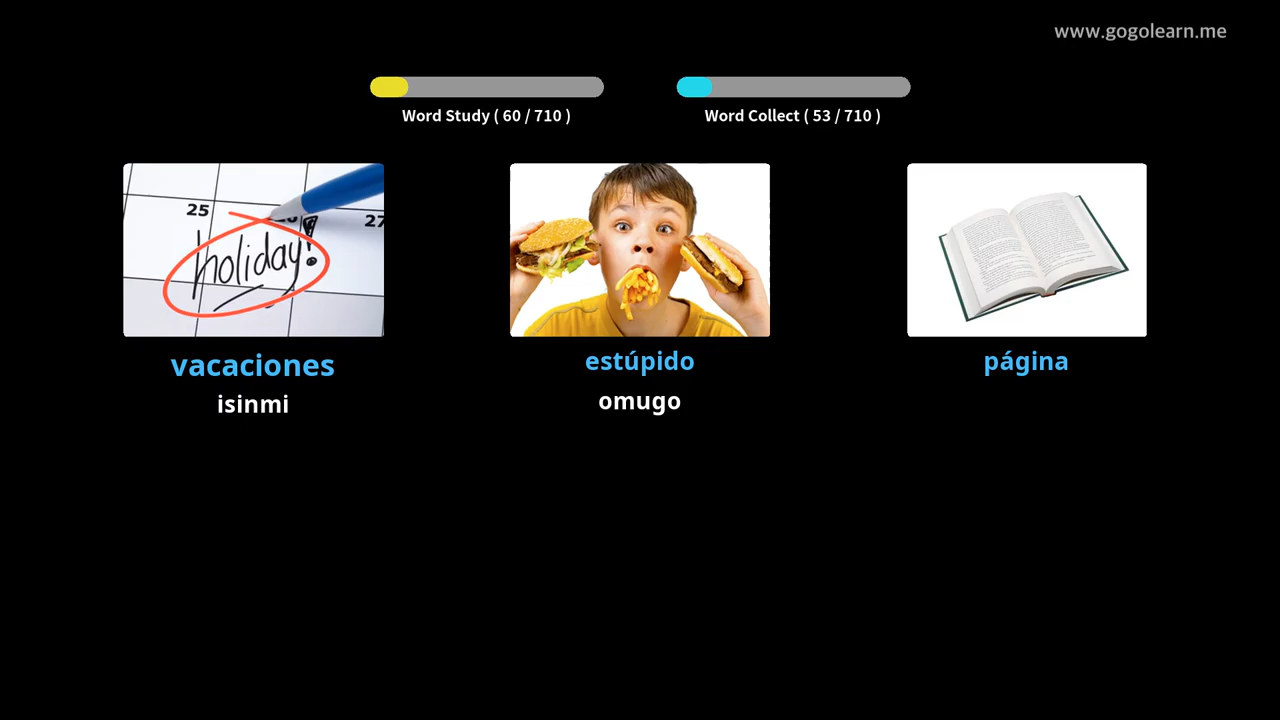 www.gogolearn.me
Word Study ( 60 / 710 )
Word Collect ( 53 / 710 )
25
27
holiday!
vacaciones
estúpido
página
isinmi
omugo